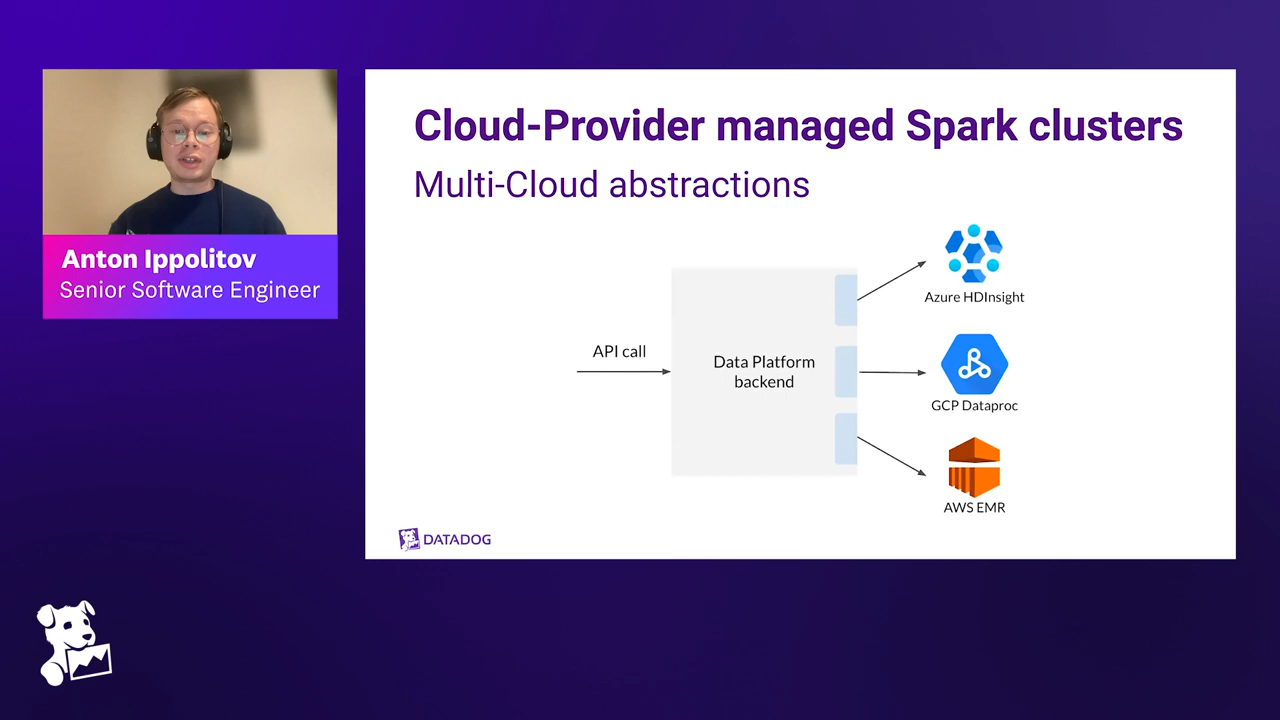 Anton Ippolitov
Senior Software Engineer
Cloud-Provider managed Spark clusters
Multi-Cloud abstractions
API call
Data Platform
backend
Azure HDInsight
GCP Dataproc
AWS EMR
DATADOG